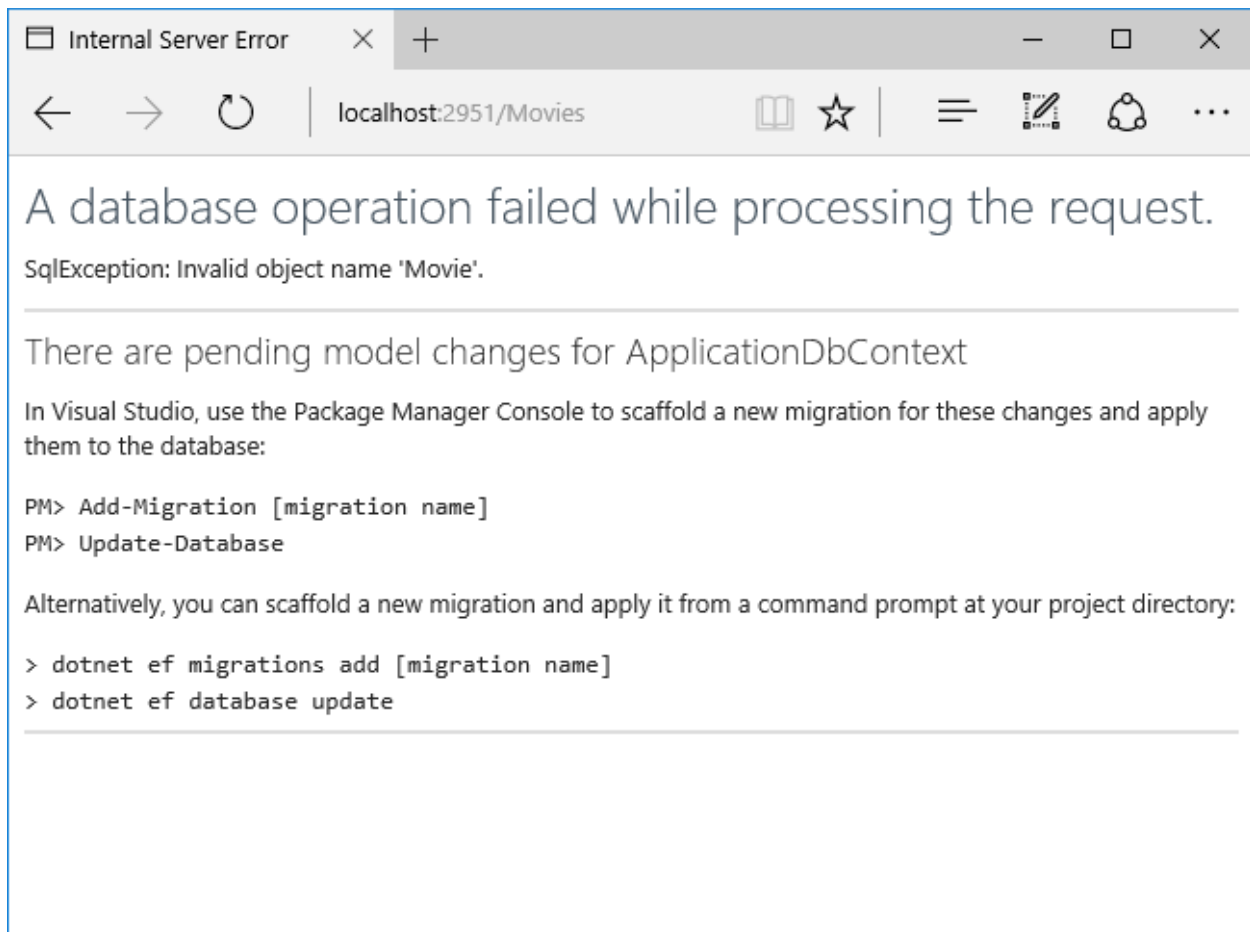 Internal Server Error
localhost:2951/Movies
A database operation failed while processing the request.
SqlException: Invalid object name 'Movie'.
There are pending model changes for ApplicationDbContext
In Visual Studio, use the Package Manager Console to scaffold a new migration for these changes and apply
them to the database:
PM> Add-Migration [migration name]
PM> Update-Database
Alternatively, you can scaffold a new migration and apply it from a command prompt at your project directory:
> dotnet ef migrations add [migration name]
> dotnet ef database update